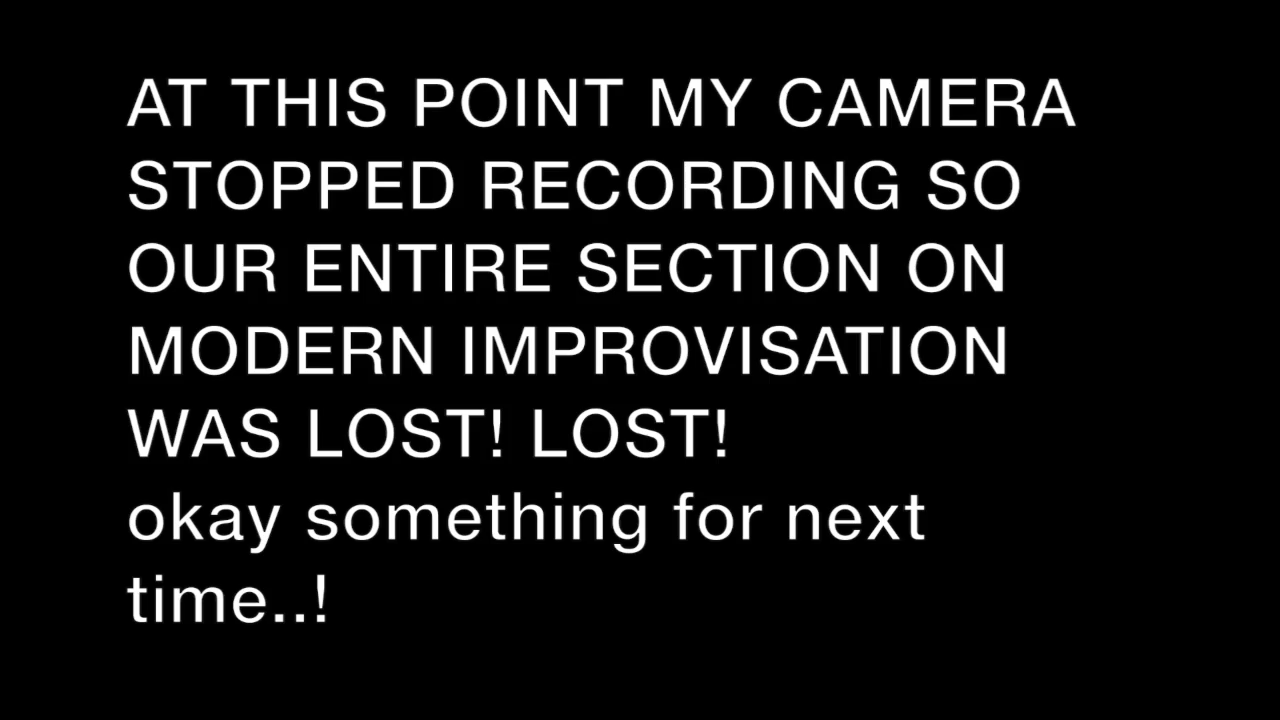 AT THIS POINT MY CAMERA
STOPPED RECORDING SO
OUR ENTIRE SECTION ON
MODERN IMPROVISATION
WAS LOST! LOST!
okay something for next
time..!